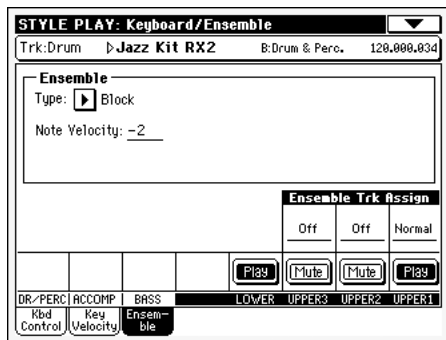 STYLE PLAY: Keyboard/Ensemble
Trk:Drum ▷Jazz Kit RX2 B:Drum & Perc. 120.000.034
Ensemble
Type: Block
Note Velocity: -2
Ensemble Trk Assign
Off Off Normal
Play Mute Mute Play
DR/PERC ACCOMP BASS LOWER UPPER3 UPPER2 UPPER1
Kbd Control Key Velocity Ensem-ble